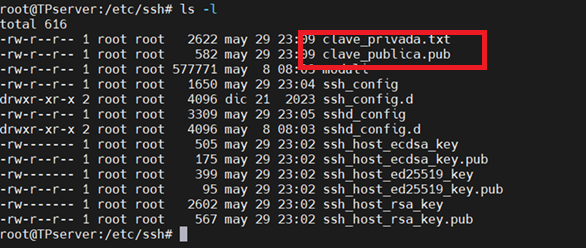 root@TPserver:/etc/ssh# ls -l
total 616
-rw-r--r-- 1 root root 2622 may 29 23:09 clave_privada.txt
-rw-r--r-- 1 root root 582 may 29 23:09 clave_publica.pub
-rw-r--r-- 1 root root 577771 may 8 08:03 moduli
-rw-r--r-- 1 root root 1650 may 29 23:04 ssh_config
drwxr-xr-x 2 root root 4096 dic 21 2023 ssh_config.d
-rw-r--r-- 1 root root 3309 may 29 23:05 sshd_config
drwxr-xr-x 2 root root 4096 may 8 08:03 sshd_config.d
-rw------- 1 root root 505 may 29 23:02 ssh_host_ecdsa_key
-rw-r--r-- 1 root root 175 may 29 23:02 ssh_host_ecdsa_key.pub
-rw------- 1 root root 399 may 29 23:02 ssh_host_ed25519_key
-rw-r--r-- 1 root root 95 may 29 23:02 ssh_host_ed25519_key.pub
-rw------- 1 root root 2602 may 29 23:02 ssh_host_rsa_key
-rw-r--r-- 1 root root 567 may 29 23:02 ssh_host_rsa_key.pub
root@TPserver:/etc/ssh#